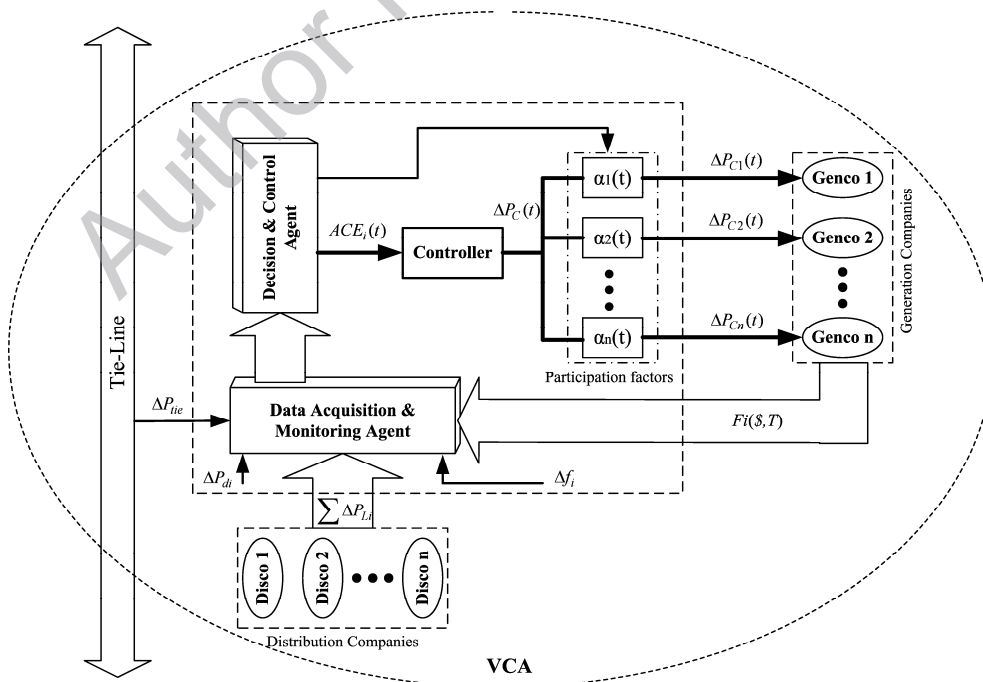 Author
Tie-Line
Decision & Control
Agent
ACE_i(t)
Controller
ΔP_C(t)
α1(t)
α2(t)
αn(t)
Participation factors
ΔP_C1(t)
ΔP_C2(t)
ΔP_Cn(t)
Genco 1
Genco 2
Genco n
Generation Companies
ΔP_tie
Data Acquisition &
Monitoring Agent
Fi($,T)
ΔP_di
Δf_i
∑ ΔP_Li
Disco 1
Disco 2
Disco n
Distribution Companies
VCA